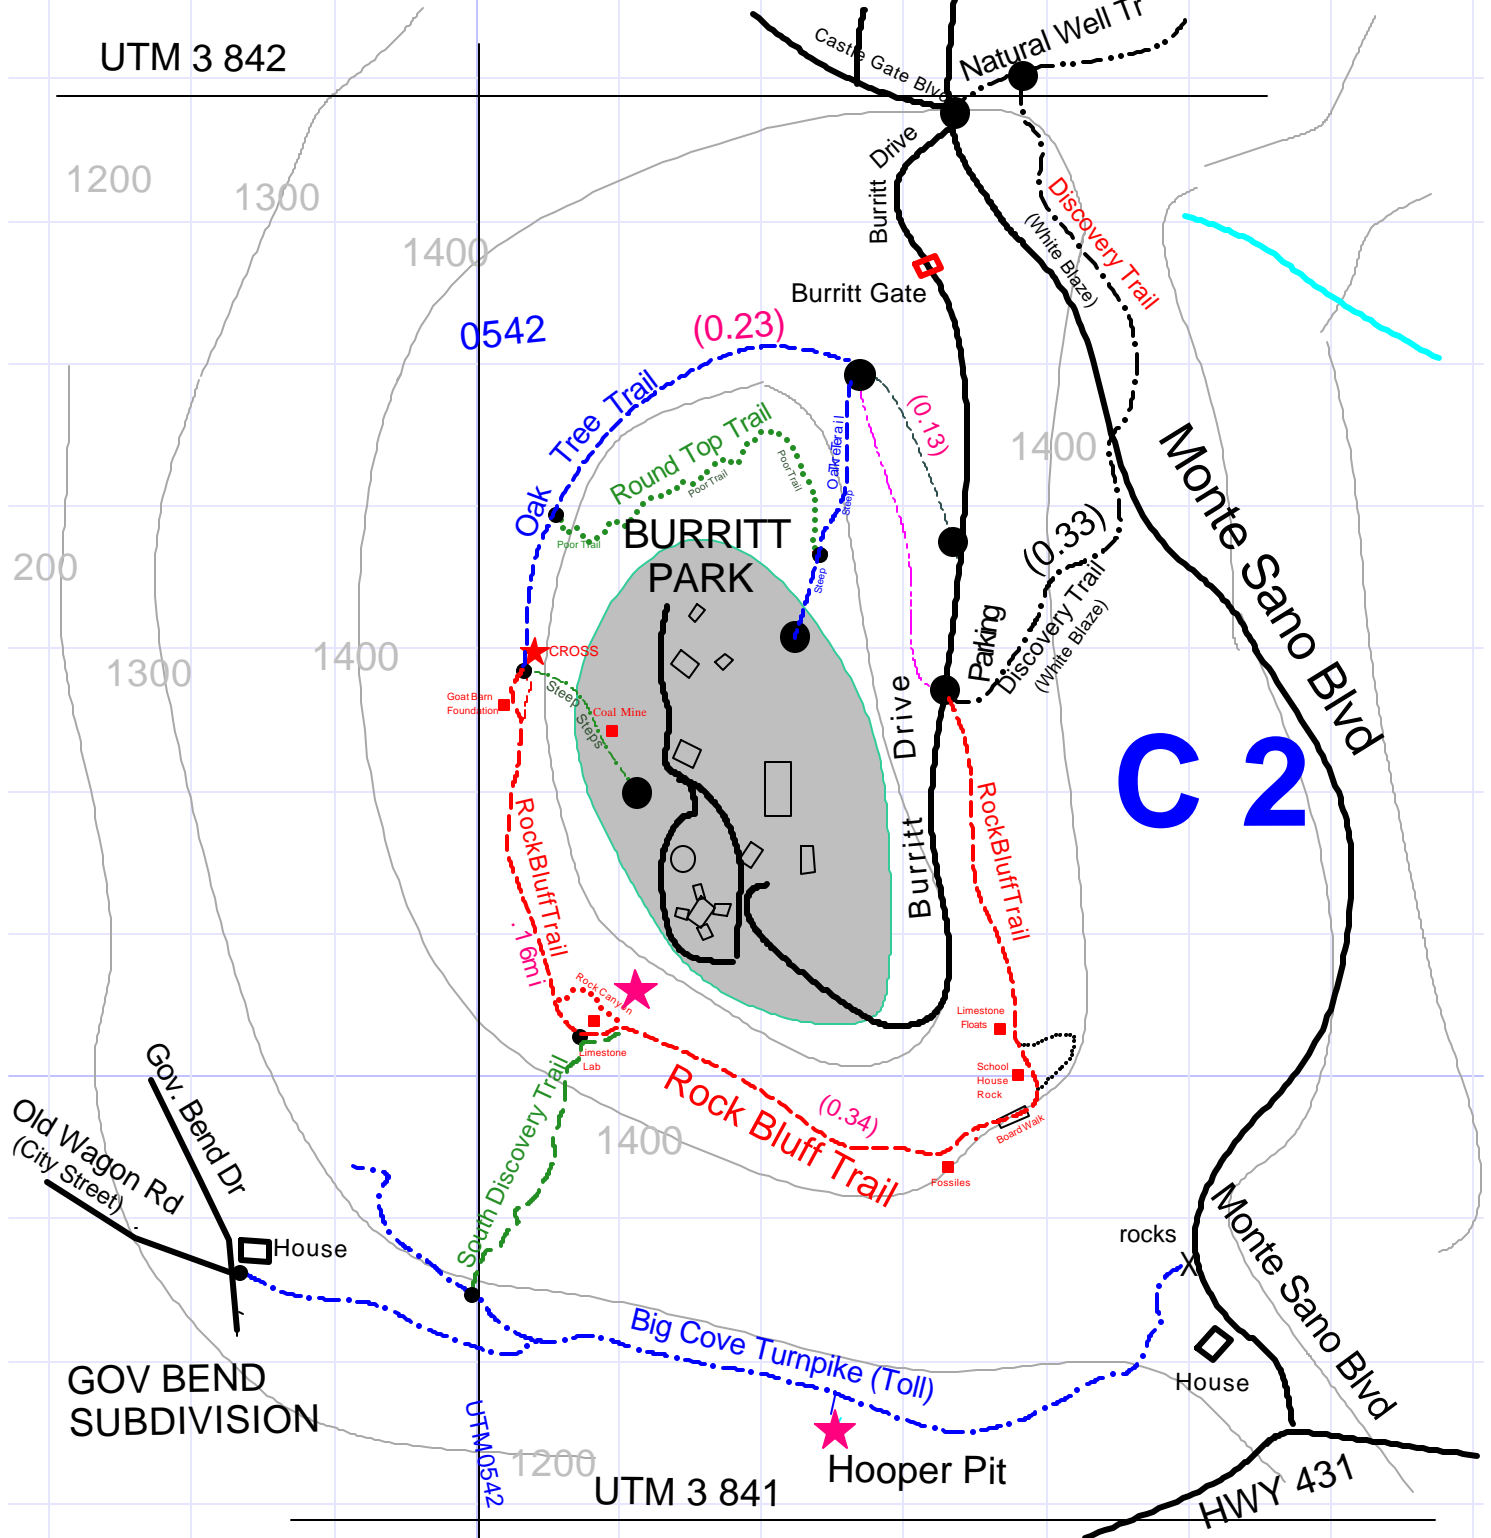 UTM 3 842
Castle Gate Blvd
Natural Well Tr
1200
1300
1400
Burritt Drive
Discovery Trail
(White Blaze)
Burritt Gate
0542
(0.23)
Oak Tree Trail
Round Top Trail
Poor Trail
Poor Trail
Poor Trail
Steep
Steep
(0.13)
1400
Monte Sano Blvd
BURRITT
PARK
(0.33)
Discovery Trail
(White Blaze)
Parking
200
1300
1400
CROSS
Goat Barn
Foundation
Steep Steps
Coal Mine
Burritt Drive
C 2
RockBluffTrail
RockBluffTrail
.16mi
Rock Canyon
Limestone
Lab
Limestone
Floats
School
House
Rock
Board Walk
Fossiles
Rock Bluff Trail
(0.34)
1400
South Discovery Trail
Gov. Bend Dr
Old Wagon Rd
(City Street)
House
rocks
X
Monte Sano Blvd
House
Big Cove Turnpike (Toll)
GOV BEND
SUBDIVISION
UTM0542
1200
UTM 3 841
Hooper Pit
HWY 431